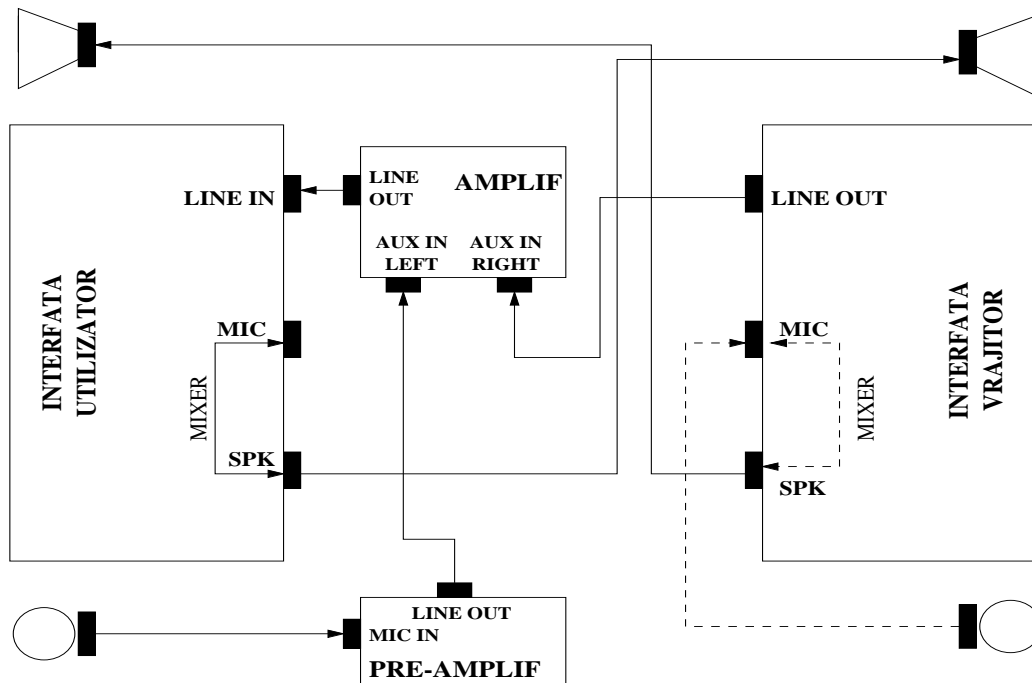 LINE IN
MIC
MIXER
SPK
INTERFATA
UTILIZATOR
LINE
OUT
AMPLIF
AUX IN
LEFT
AUX IN
RIGHT
LINE OUT
MIC
MIXER
SPK
INTERFATA
VRAJITOR
LINE OUT
MIC IN
PRE-AMPLIF